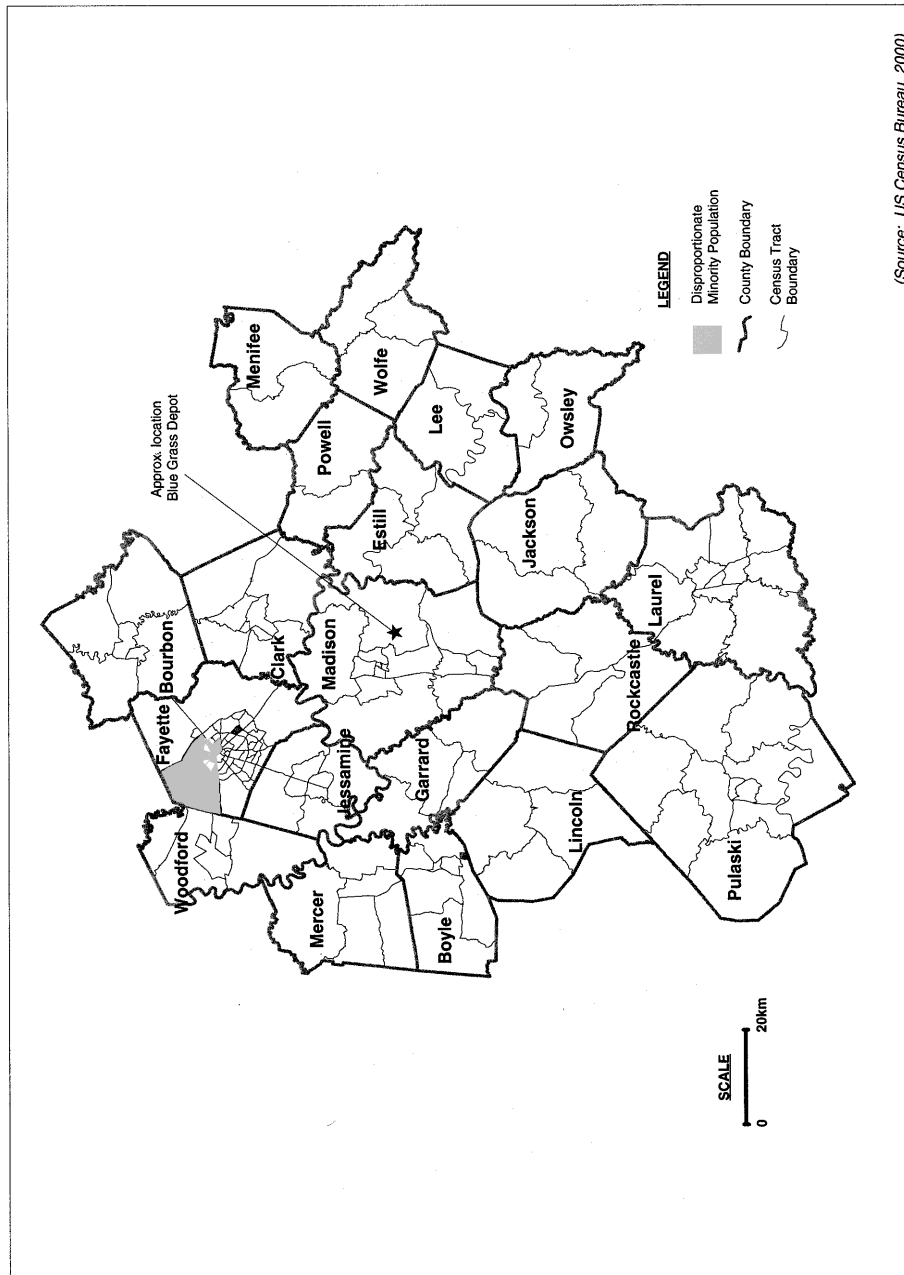 Bourbon
Fayette
Woodford
Clark
Menifee
Powell
Wolfe
Approx. location
Blue Grass Depot
Madison
Estill
Lee
Jessamine
Mercer
Garrard
Boyle
Jackson
Owsley
Rockcastle
Lincoln
Laurel
Pulaski
LEGEND
Disproportionate
Minority Population
County Boundary
Census Tract
Boundary
SCALE
0
20km
(Source: US Census Bureau, 2000)